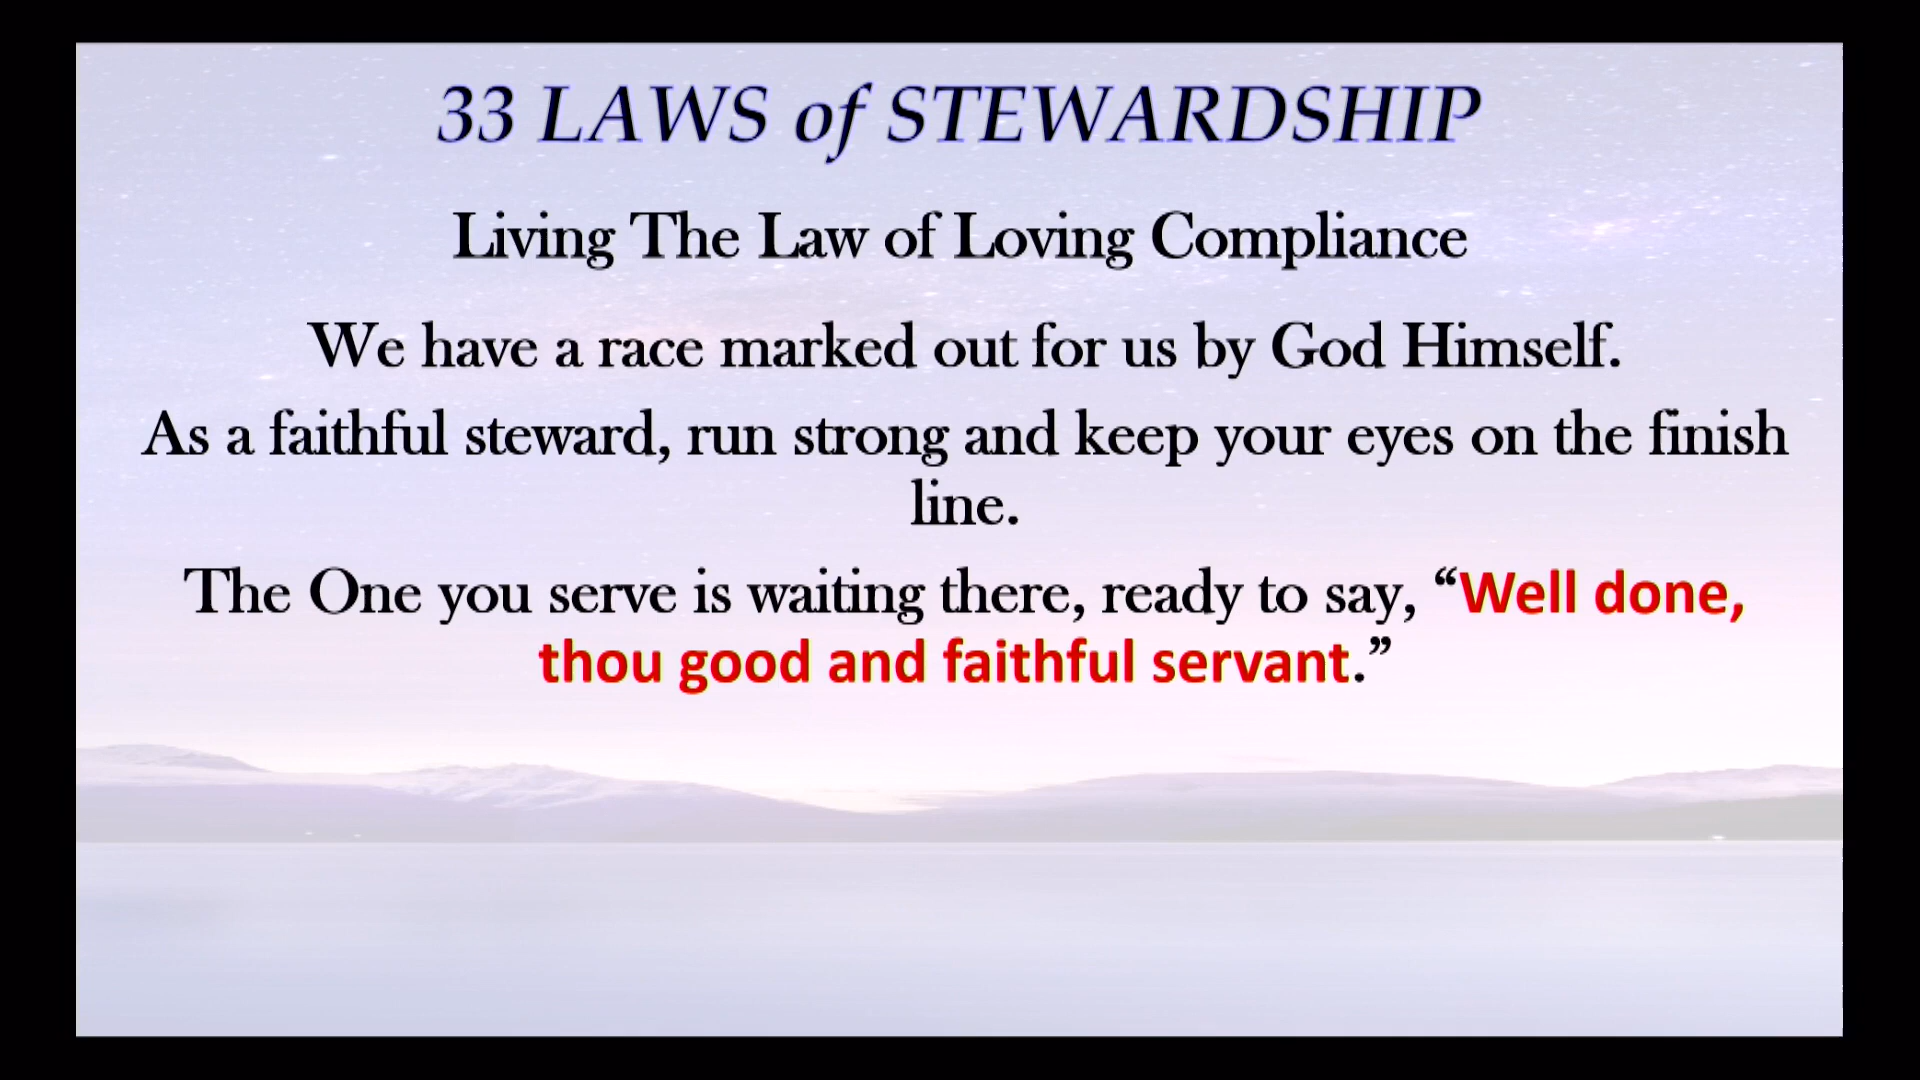 33 LAWS of STEWARDSHIP
Living The Law of Loving Compliance
We have a race marked out for us by God Himself.
As a faithful steward, run strong and keep your eyes on the finish
line.
The One you serve is waiting there, ready to say, “Well done,
thou good and faithful servant.”